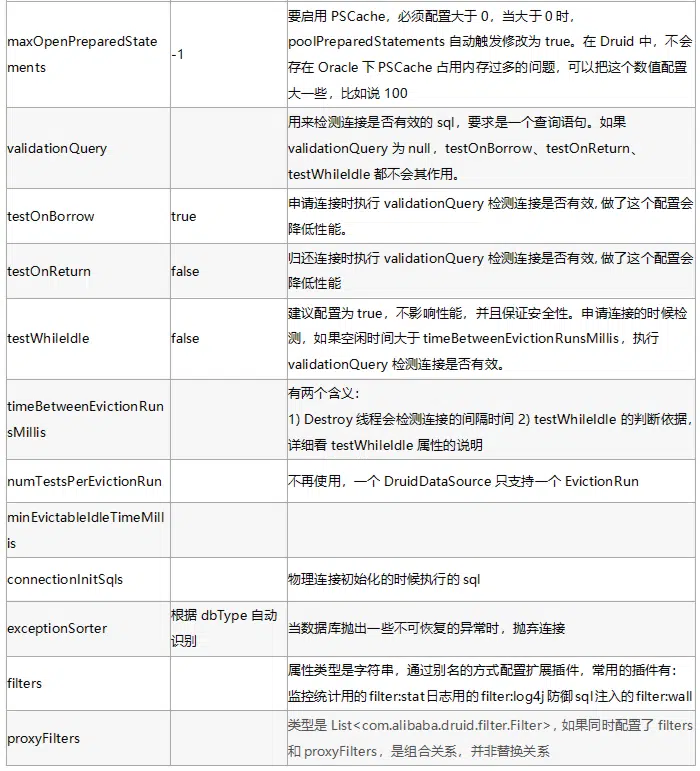 maxOpenPreparedState
ments
-1
要启用 PSCache，必须配置大于 0，当大于 0 时，
poolPreparedStatements 自动触发修改为 true。在 Druid 中，不会
存在 Oracle 下 PSCache 占用内存过多的问题，可以把这个数值配置
大一些，比如说 100
validationQuery
用来检测连接是否有效的 sql，要求是一个查询语句。如果
validationQuery 为 null，testOnBorrow、testOnReturn、
testWhileIdle 都不会其作用。
testOnBorrow
true
申请连接时执行 validationQuery 检测连接是否有效, 做了这个配置会
降低性能。
testOnReturn
false
归还连接时执行 validationQuery 检测连接是否有效, 做了这个配置会
降低性能
testWhileIdle
false
建议配置为 true，不影响性能，并且保证安全性。申请连接的时候检
测，如果空闲时间大于 timeBetweenEvictionRunsMillis，执行
validationQuery 检测连接是否有效。
timeBetweenEvictionRun
sMillis
有两个含义：
1) Destroy 线程会检测连接的间隔时间 2) testWhileIdle 的判断依据，
详细看 testWhileIdle 属性的说明
numTestsPerEvictionRun
不再使用，一个 DruidDataSource 只支持一个 EvictionRun
minEvictableIdleTimeMill
is
connectionInitSqls
物理连接初始化的时候执行的 sql
exceptionSorter
根据 dbType 自动
识别
当数据库抛出一些不可恢复的异常时，抛弃连接
filters
属性类型是字符串，通过别名的方式配置扩展插件，常用的插件有：
监控统计用的 filter:stat 日志用的 filter:log4j 防御 sql 注入的 filter:wall
proxyFilters
类型是 List<com.alibaba.druid.filter.Filter>，如果同时配置了 filters
和 proxyFilters，是组合关系，并非替换关系